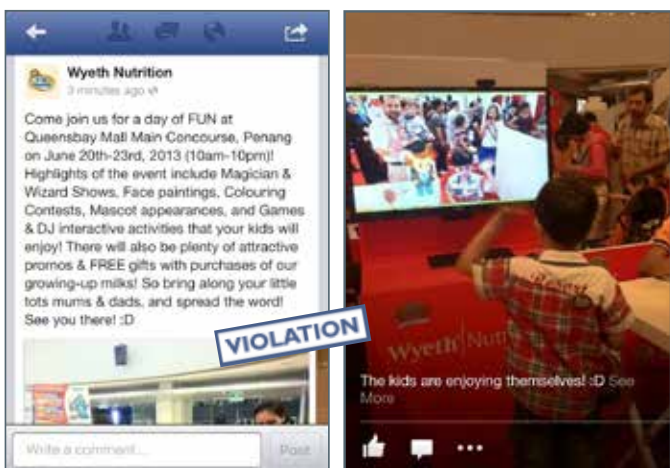 Wyeth Nutrition
3 minutes ago
Come join us for a day of FUN at
Queensbay Mall Main Concourse, Penang
on June 20th-23rd, 2013 (10am-10pm)!
Highlights of the event include Magician &
Wizard Shows, Face paintings, Colouring
Contests, Mascot appearances, and Games
& DJ interactive activities that your kids will
enjoy! There will also be plenty of attractive
promos & FREE gifts with purchases of our
growing-up milks! So bring along your little
tots mums & dads, and spread the word!
See you there! :D
VIOLATION
Write a comment...
Post
Wyeth Nutri
The kids are enjoying themselves! :D See
More